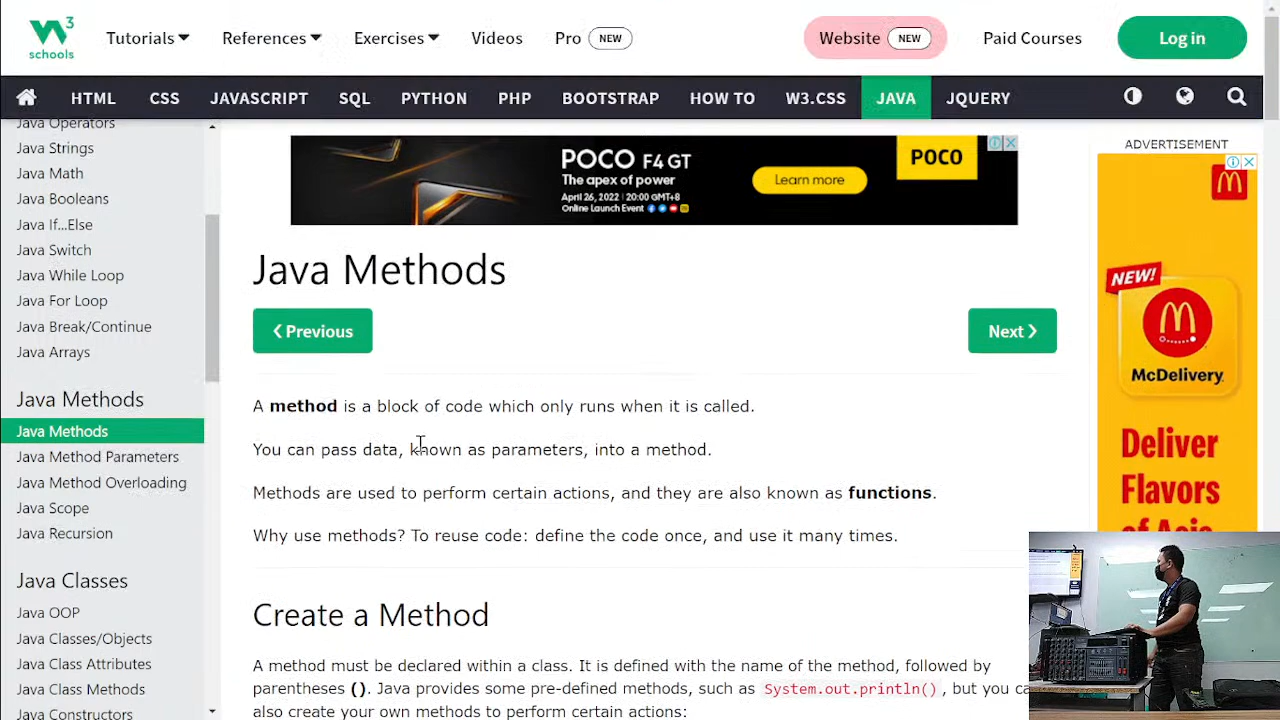 W3
schools
Tutorials
References
Exercises
Videos
Pro NEW
Website NEW
Paid Courses
Log in
HTML
CSS
JAVASCRIPT
SQL
PYTHON
PHP
BOOTSTRAP
HOW TO
W3.CSS
JAVA
JQUERY
Java Operators
Java Strings
Java Math
Java Booleans
Java If...Else
Java Switch
Java While Loop
Java For Loop
Java Break/Continue
Java Arrays
Java Methods
Java Methods
Java Method Parameters
Java Method Overloading
Java Scope
Java Recursion
Java Classes
Java OOP
Java Classes/Objects
Java Class Attributes
Java Class Methods
Java Constructors
POCO F4 GT
The apex of power
April 26, 2022 | 20:00 GMT+8
Online Launch Event
Learn more
POCO
Java Methods
❮ Previous
Next ❯
A method is a block of code which only runs when it is called.
You can pass data, known as parameters, into a method.
Methods are used to perform certain actions, and they are also known as functions.
Why use methods? To reuse code: define the code once, and use it many times.
Create a Method
A method must be declared within a class. It is defined with the name of the method, followed by
parentheses (). Java provides some pre-defined methods, such as System.out.println(), but you ca
also create your own methods to perform certain actions:
ADVERTISEMENT
NEW!
McDelivery
Deliver
Flavors
of Asia